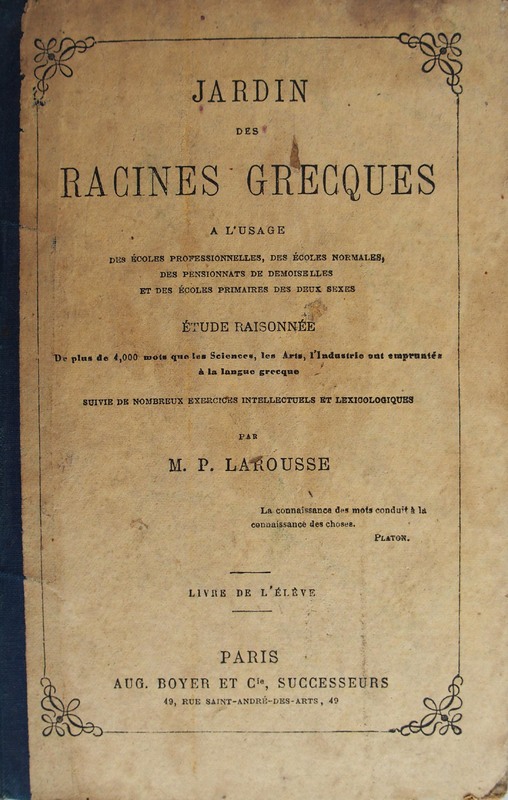 JARDIN
DES
RACINES GRECQUES
A L'USAGE
DES ÉCOLES PROFESSIONNELLES, DES ÉCOLES NORMALES,
DES PENSIONNATS DE DEMOISELLES
ET DES ÉCOLES PRIMAIRES DES DEUX SEXES
ÉTUDE RAISONNÉE
De plus de 4,000 mots que les Sciences, les Arts, l'Industrie ont empruntés
à la langue grecque
SUIVIE DE NOMBREUX EXERCICES INTELLECTUELS ET LEXICOLOGIQUES
PAR
M. P. LAROUSSE
La connaissance des mots conduit à la
connaissance des choses.
PLATON.
LIVRE DE L'ÉLÈVE
PARIS
AUG. BOYER ET Cie, SUCCESSEURS
49, RUE SAINT-ANDRÉ-DES-ARTS, 49